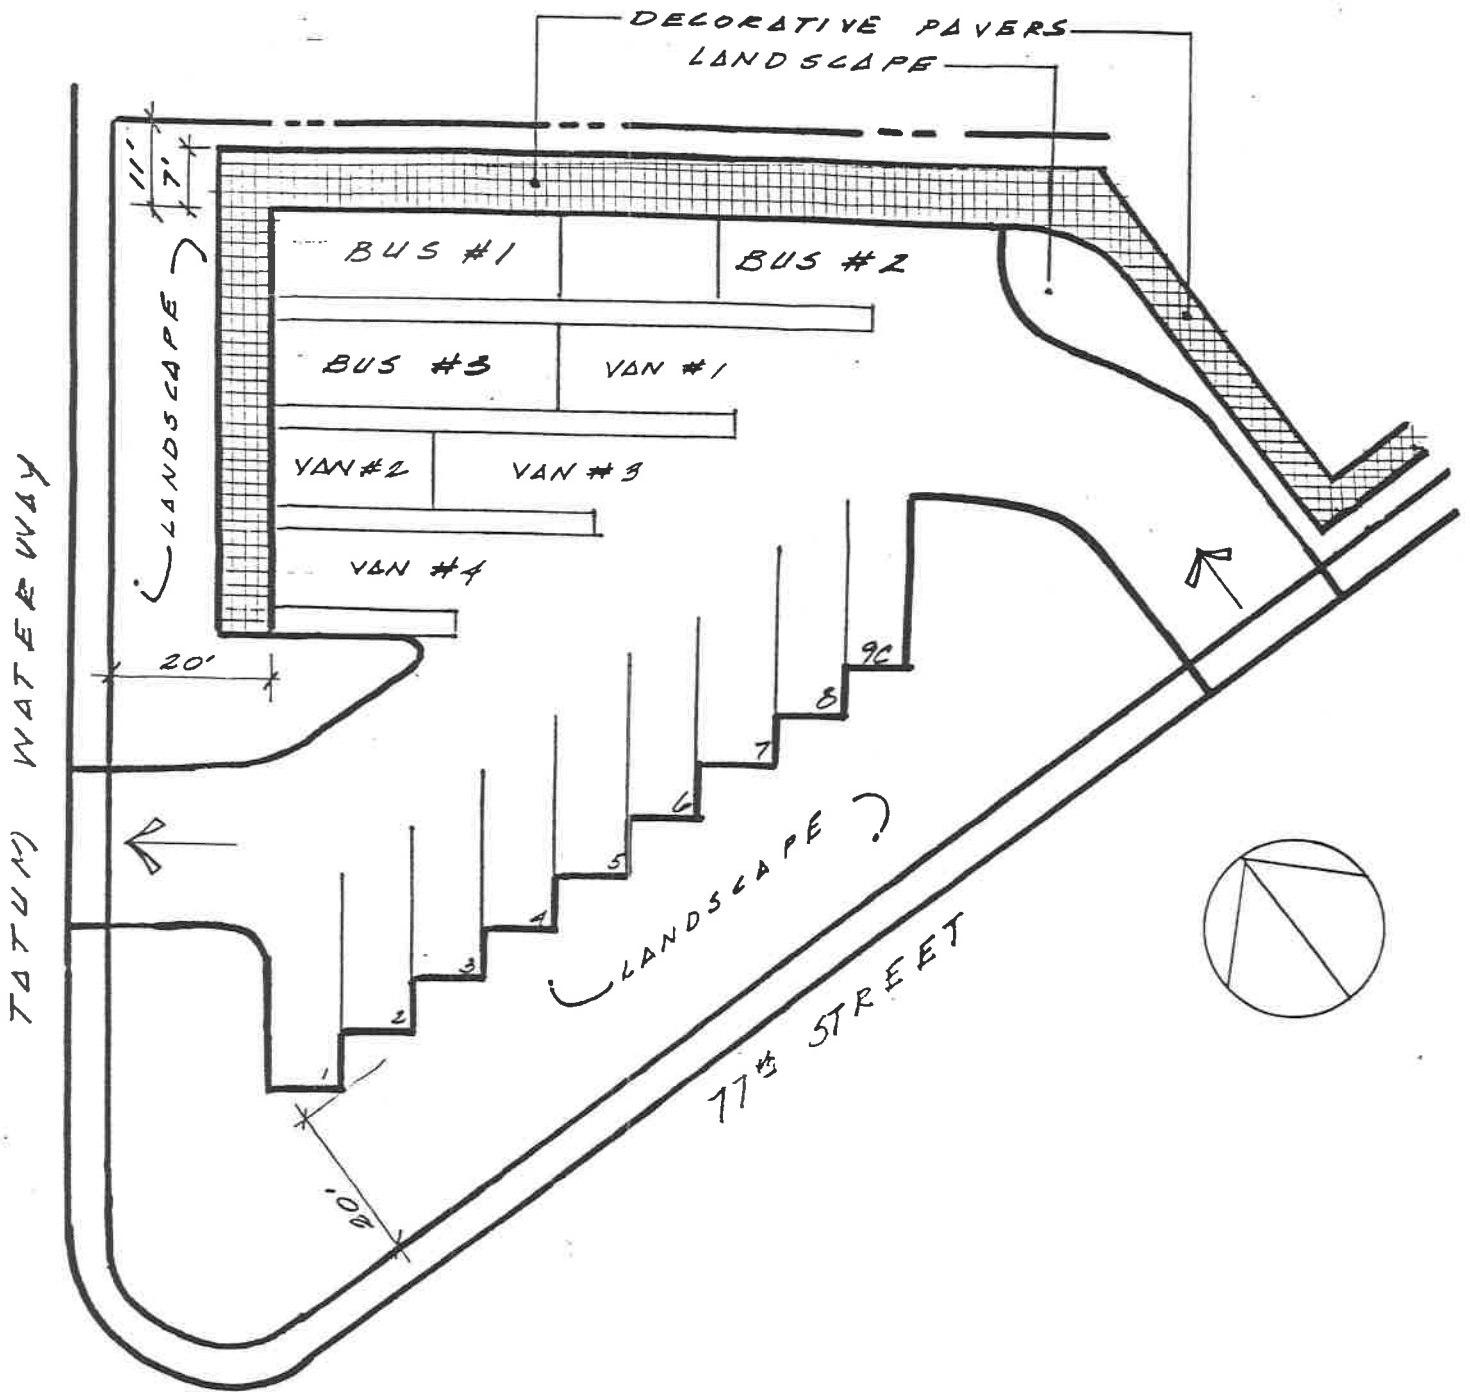 DECORATIVE PAVERS
LANDSCAPE
11'
7'
LANDSCAPE
BUS #1
BUS #2
BUS #3
VAN #1
VAN #2
VAN #3
VAN #4
20'
TATUM WATERWAY
9C
8
7
6
5
4
3
2
1
LANDSCAPE
77th STREET
20'